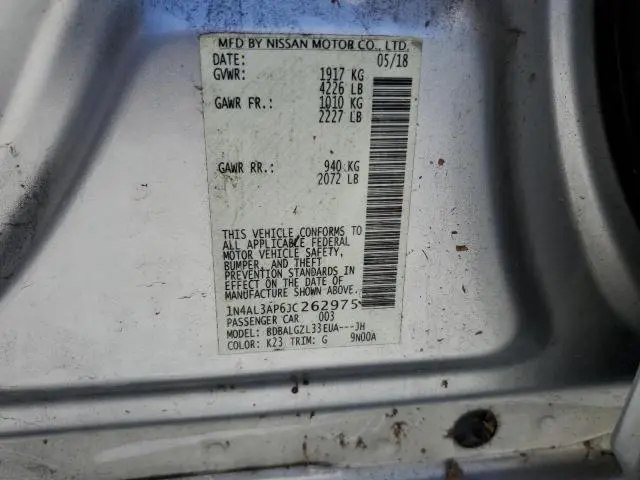 MFD BY NISSAN MOTOR CO., LTD.
DATE: 05/18
GVWR: 1917 KG
4226 LB
GAWR FR.: 1010 KG
2227 LB
GAWR RR.: 940 KG
2072 LB
THIS VEHICLE CONFORMS TO
ALL APPLICABLE FEDERAL
MOTOR VEHICLE SAFETY,
BUMPER, AND THEFT
PREVENTION STANDARDS IN
EFFECT ON THE DATE OF
MANUFACTURE SHOWN ABOVE.
1N4AL3AP6JC262975
PASSENGER CAR 003
MODEL: BDBALGZL33EUA---JH
COLOR: K23 TRIM: G 9N00A